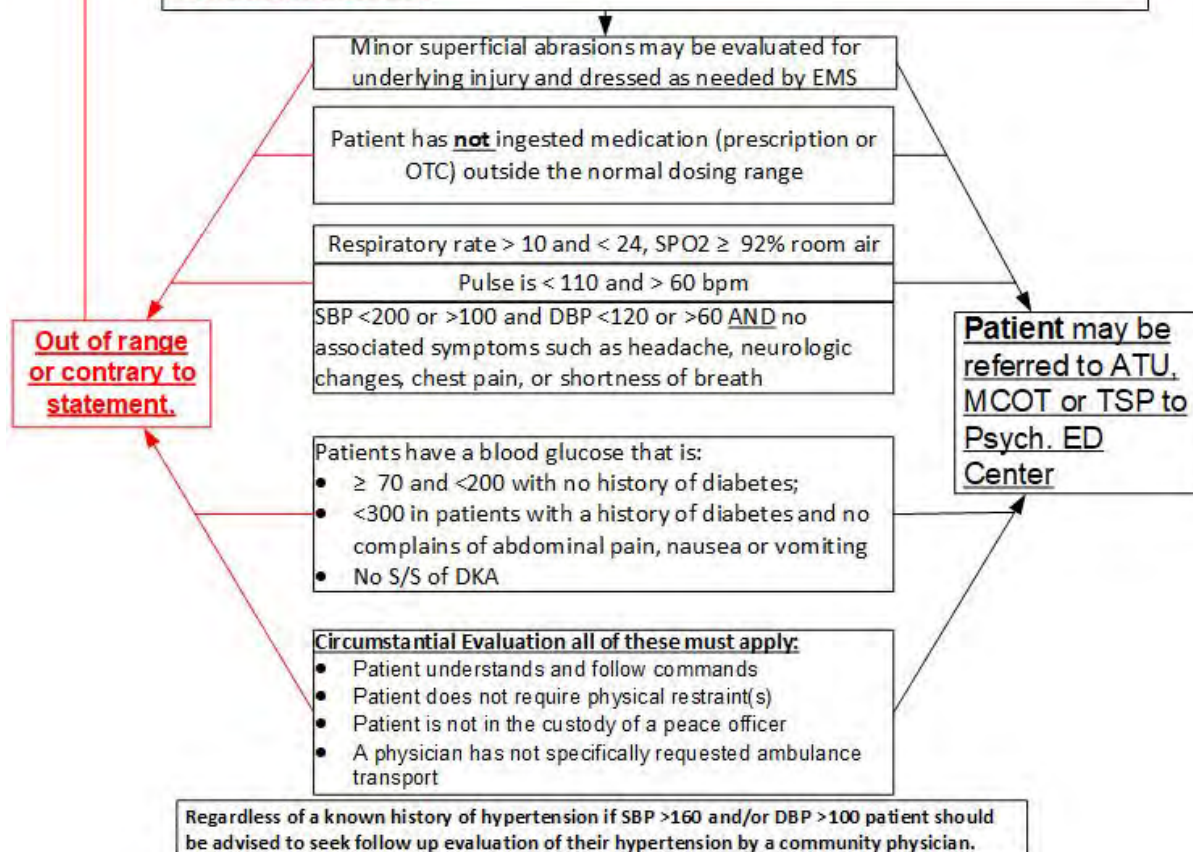 Minor superficial abrasions may be evaluated for
underlying injury and dressed as needed by EMS
Patient has not ingested medication (prescription or
OTC) outside the normal dosing range
Respiratory rate > 10 and < 24, SPO2 ≥ 92% room air
Pulse is < 110 and > 60 bpm
SBP <200 or >100 and DBP <120 or >60 AND no
associated symptoms such as headache, neurologic
changes, chest pain, or shortness of breath
Out of range
or contrary to
statement.
Patient may be
referred to ATU,
MCOT or TSP to
Psych. ED
Center
Patients have a blood glucose that is:
• ≥ 70 and <200 with no history of diabetes;
• <300 in patients with a history of diabetes and no
complains of abdominal pain, nausea or vomiting
• No S/S of DKA
Circumstantial Evaluation all of these must apply:
• Patient understands and follow commands
• Patient does not require physical restraint(s)
• Patient is not in the custody of a peace officer
• A physician has not specifically requested ambulance
transport
Regardless of a known history of hypertension if SBP >160 and/or DBP >100 patient should
be advised to seek follow up evaluation of their hypertension by a community physician.